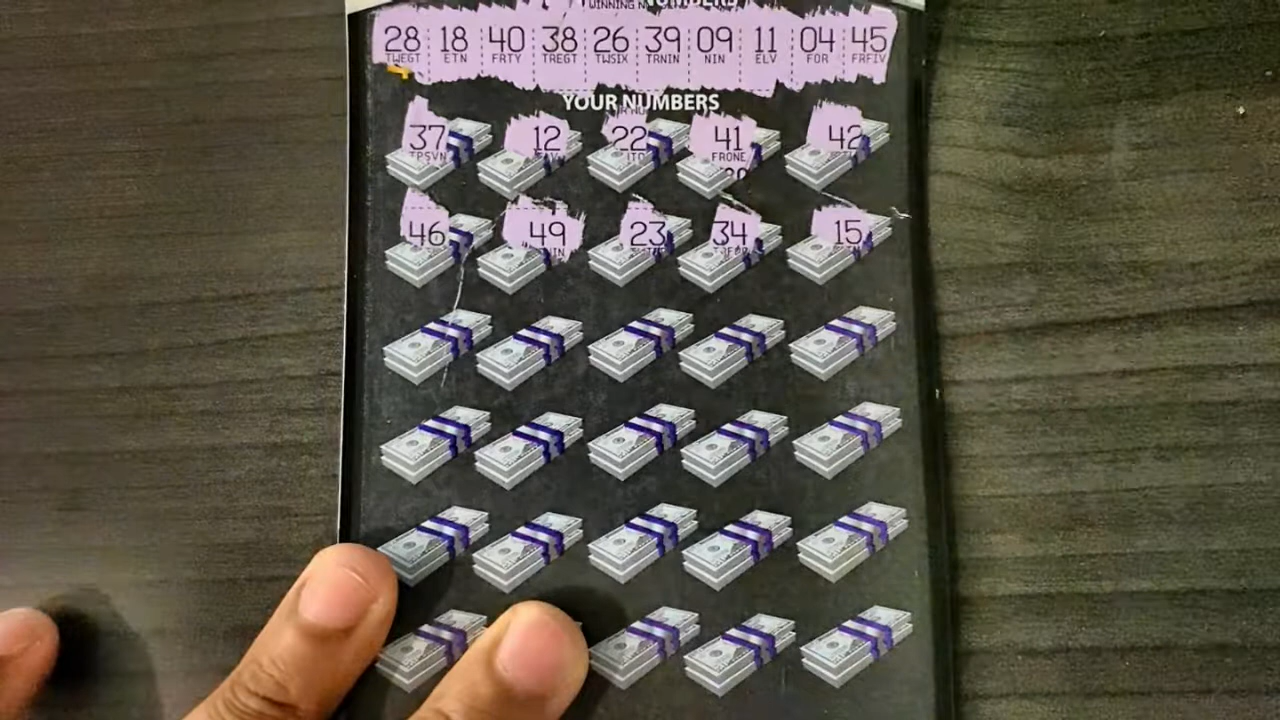 WINNING NUMBERS
28 18 40 38 26 39 09 11 04 45
TWEGT ETN FRTY TREGT TWSIX TRNIN NIN ELV FOR FRFIV
YOUR NUMBERS
37 12 22 41 42
TRSVN FRONE
46 49 23 34 15